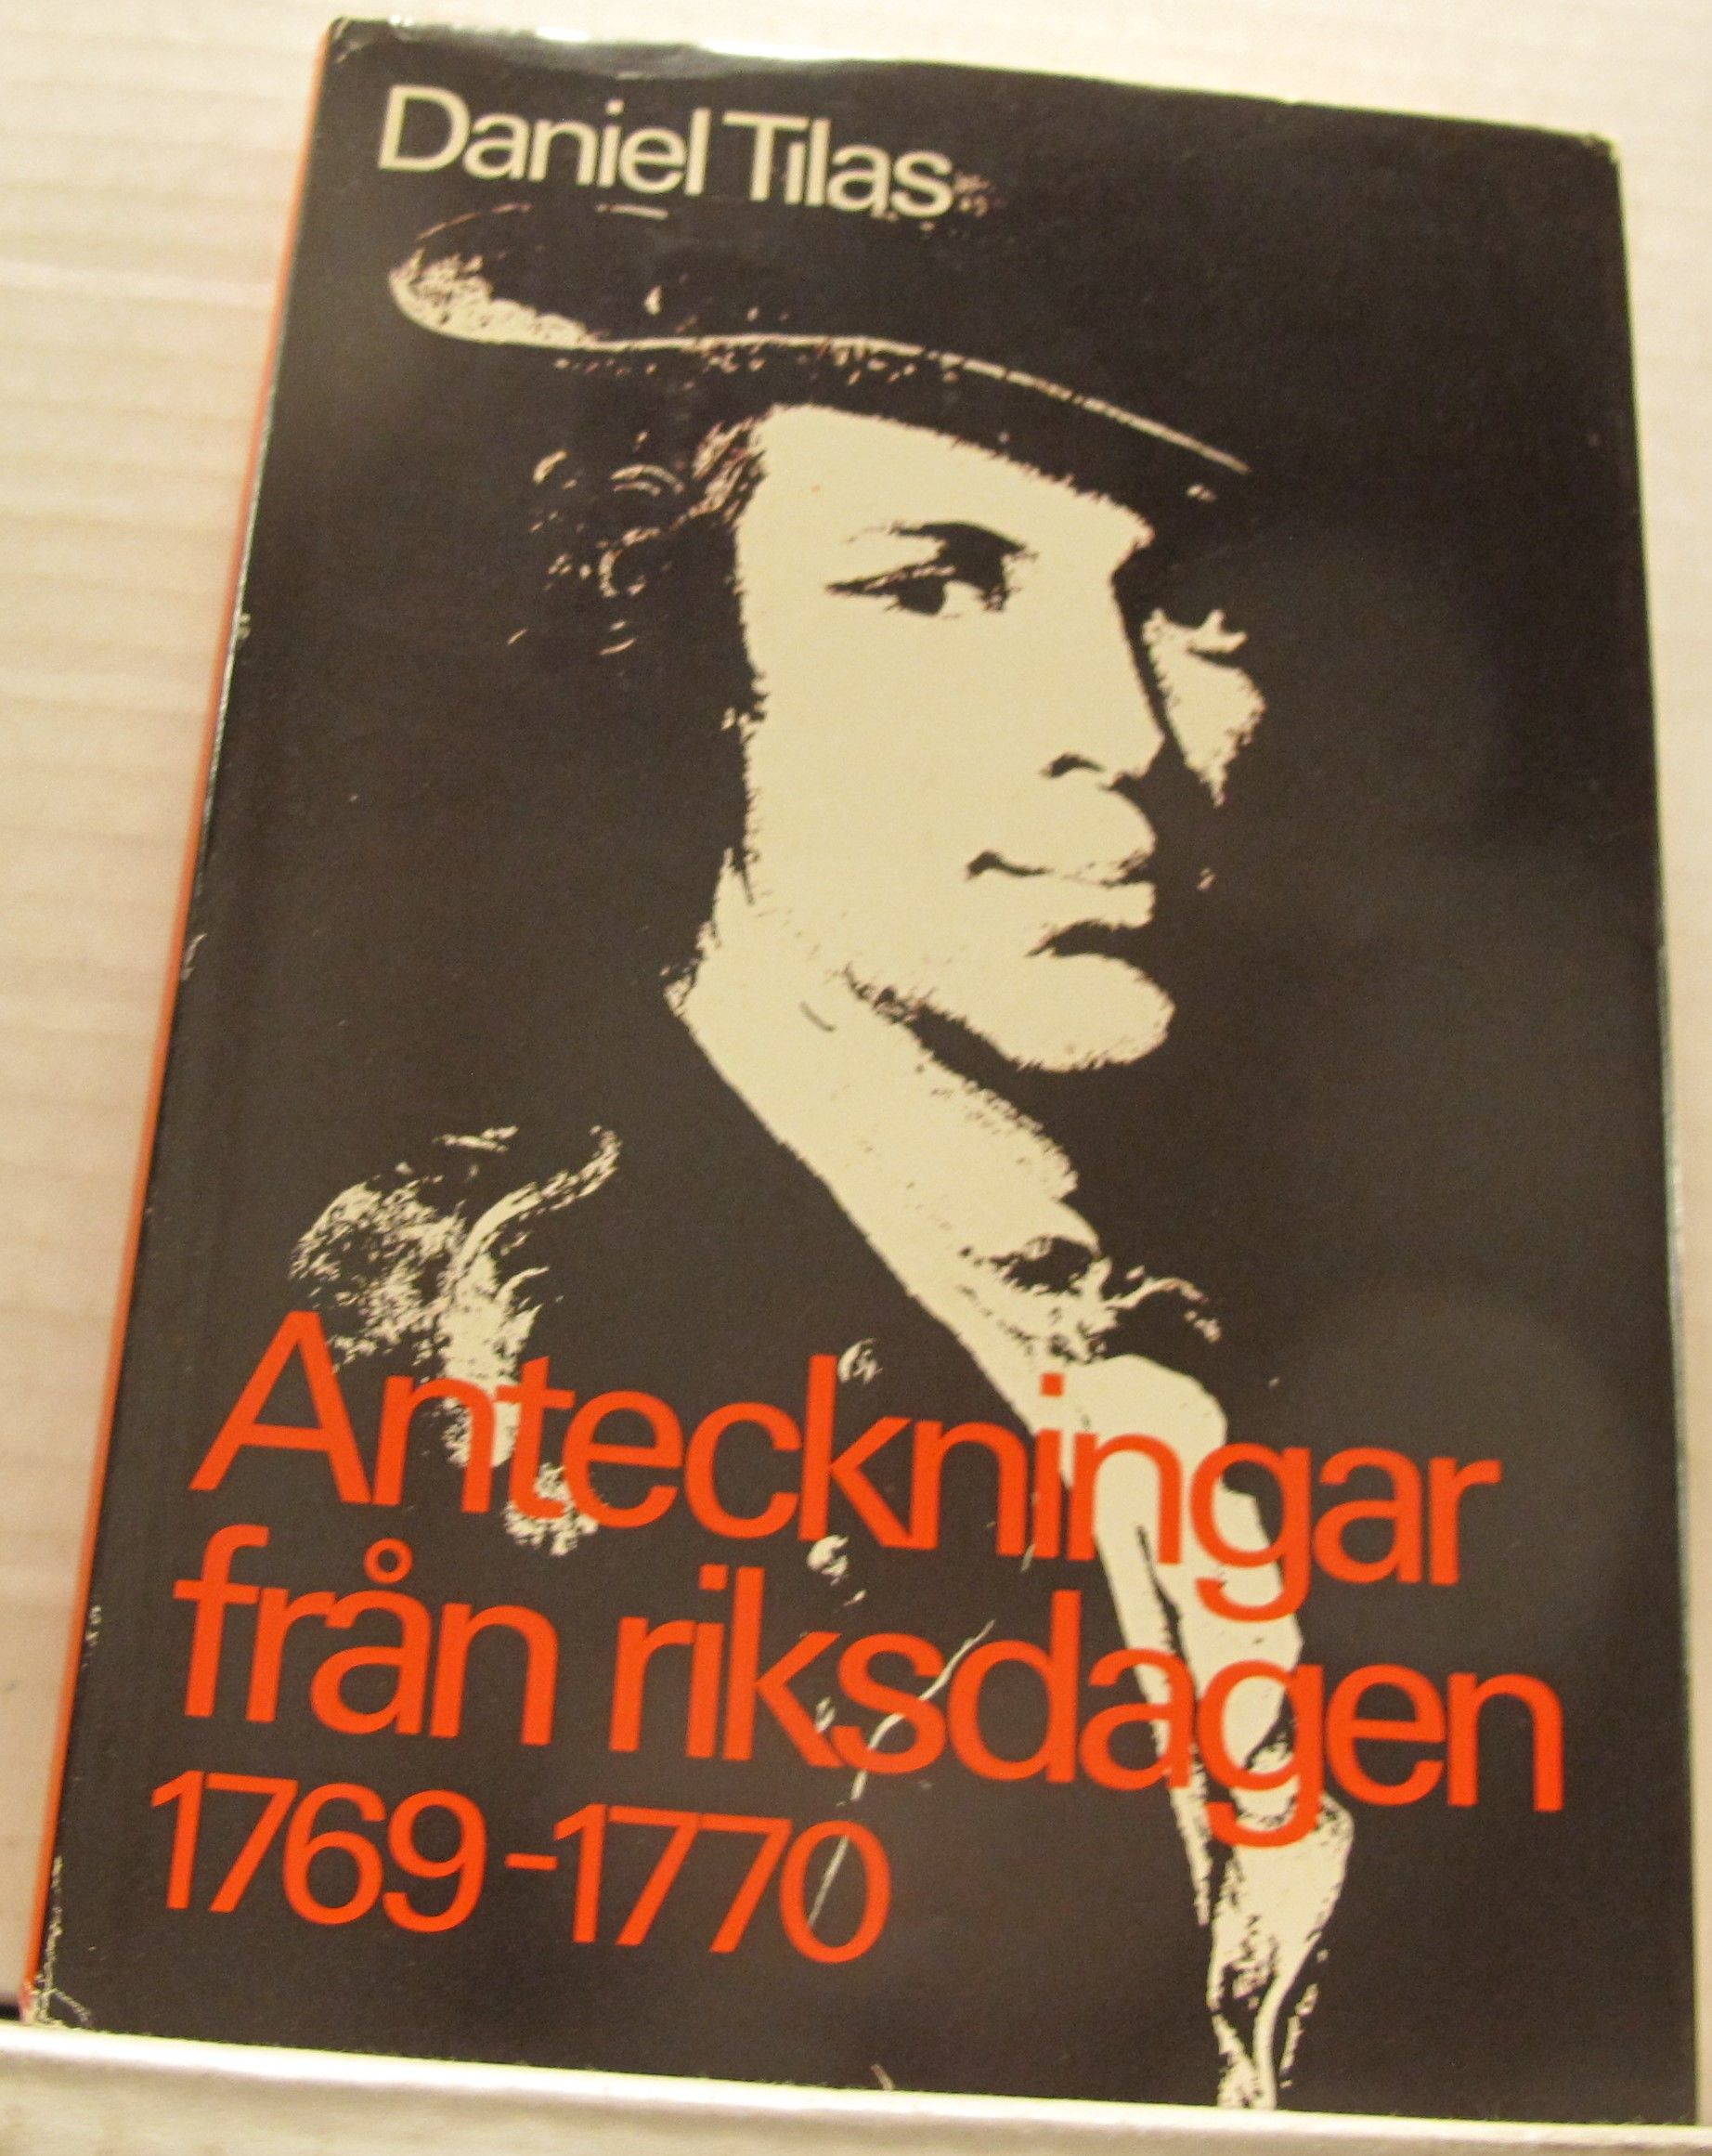 Daniel Tilas
Anteckningar
från riksdagen
1769-1770